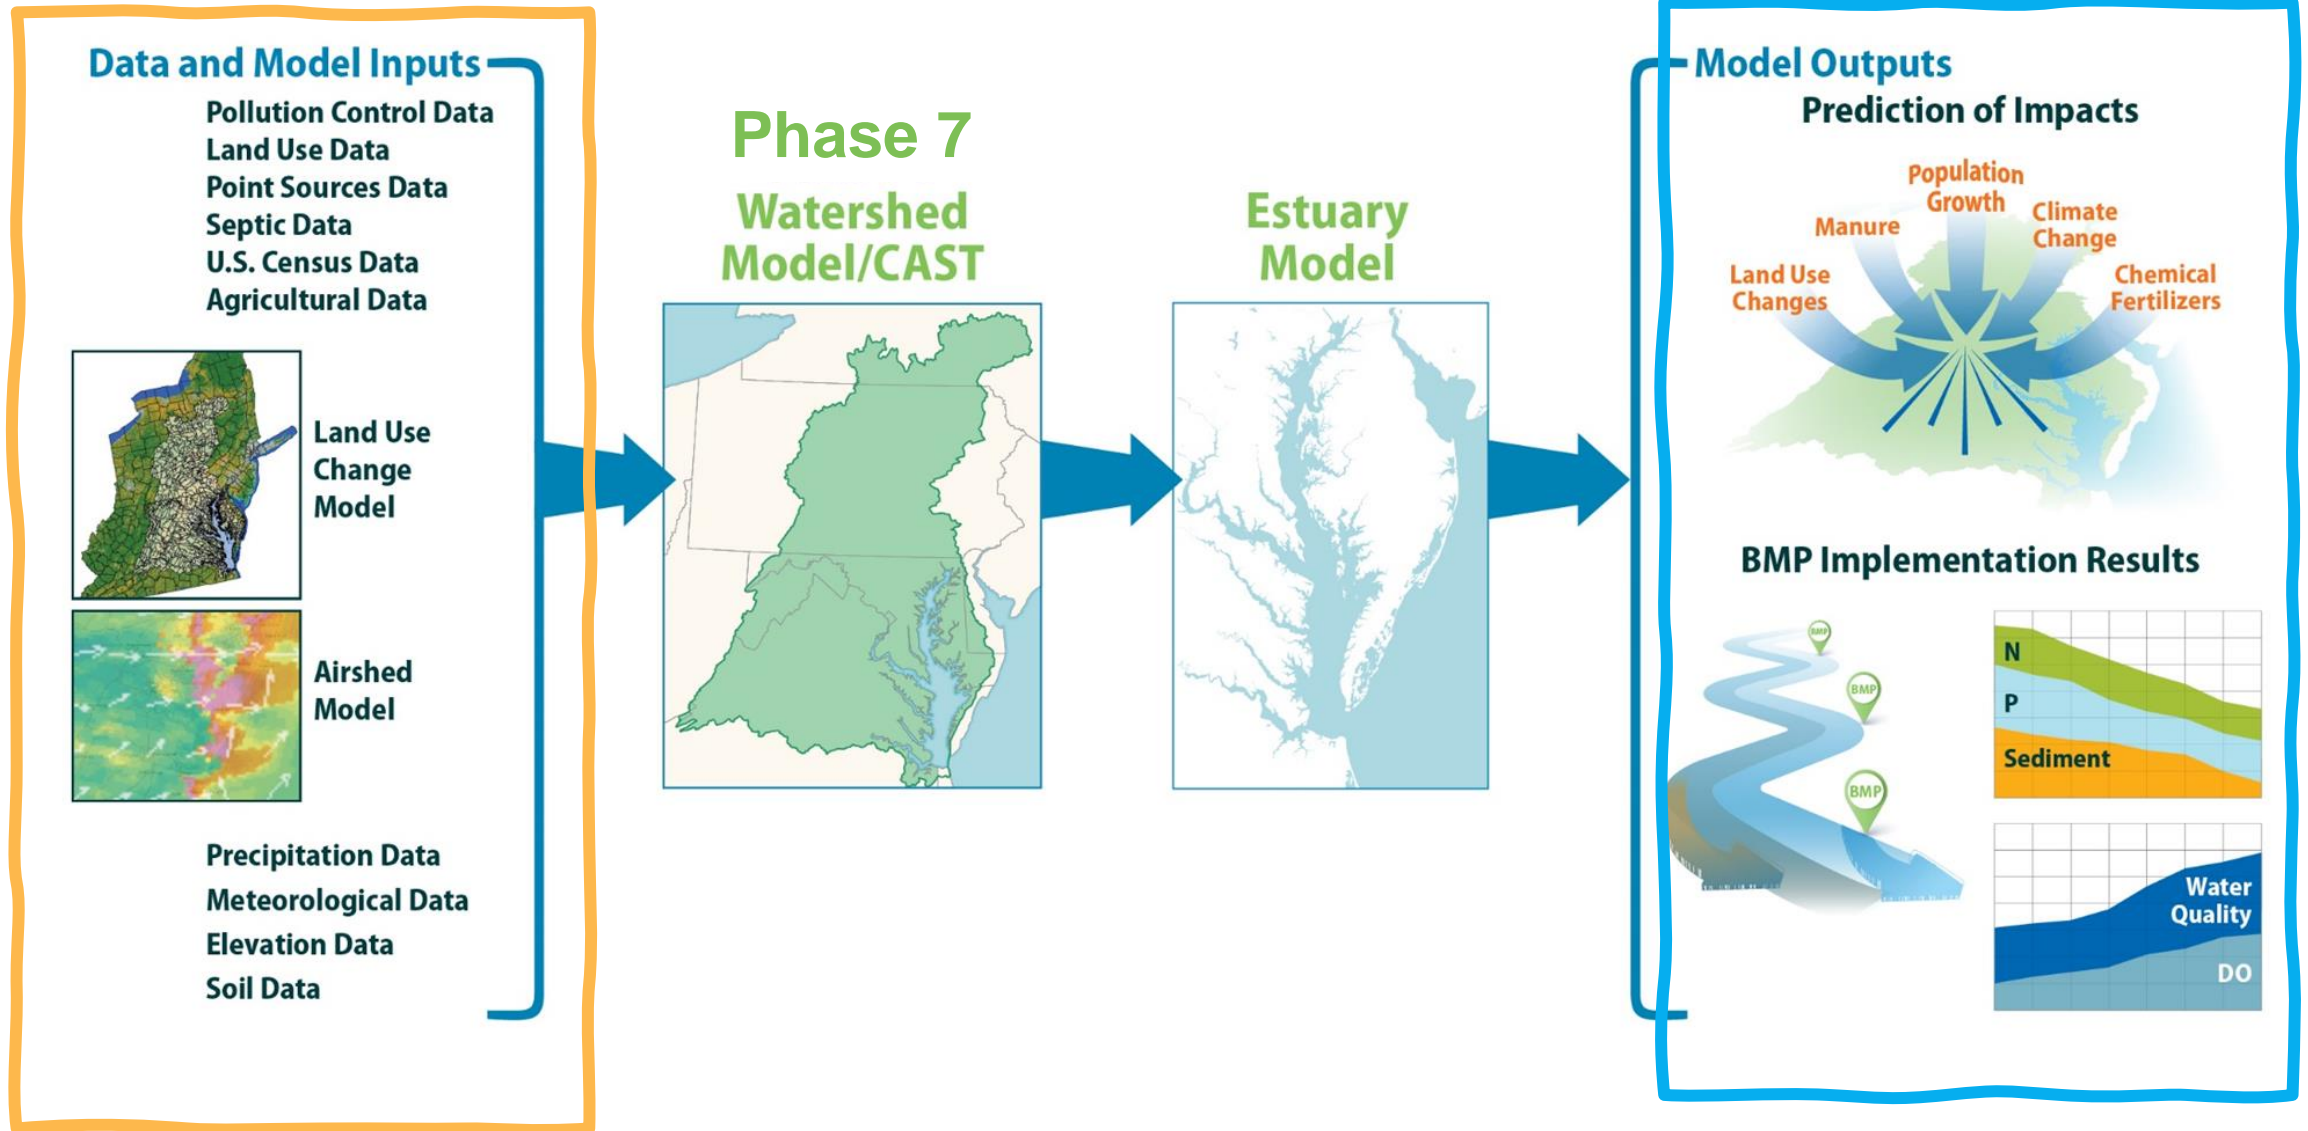 Data and Model Inputs
Pollution Control Data
Land Use Data
Point Sources Data
Septic Data
U.S. Census Data
Agricultural Data
Land Use
Change
Model
Airshed
Model
Precipitation Data
Meteorological Data
Elevation Data
Soil Data
Phase 7
Watershed
Model/CAST
Estuary
Model
Model Outputs
Prediction of Impacts
Population
Growth
Manure
Climate
Change
Land Use
Changes
Chemical
Fertilizers
BMP Implementation Results
BMP
BMP
BMP
N
P
Sediment
Water
Quality
DO